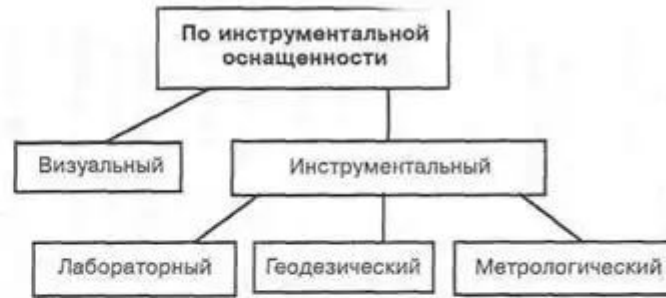 По инструментальной
оснащенности
Визуальный
Инструментальный
Лабораторный
Геодезический
Метрологический